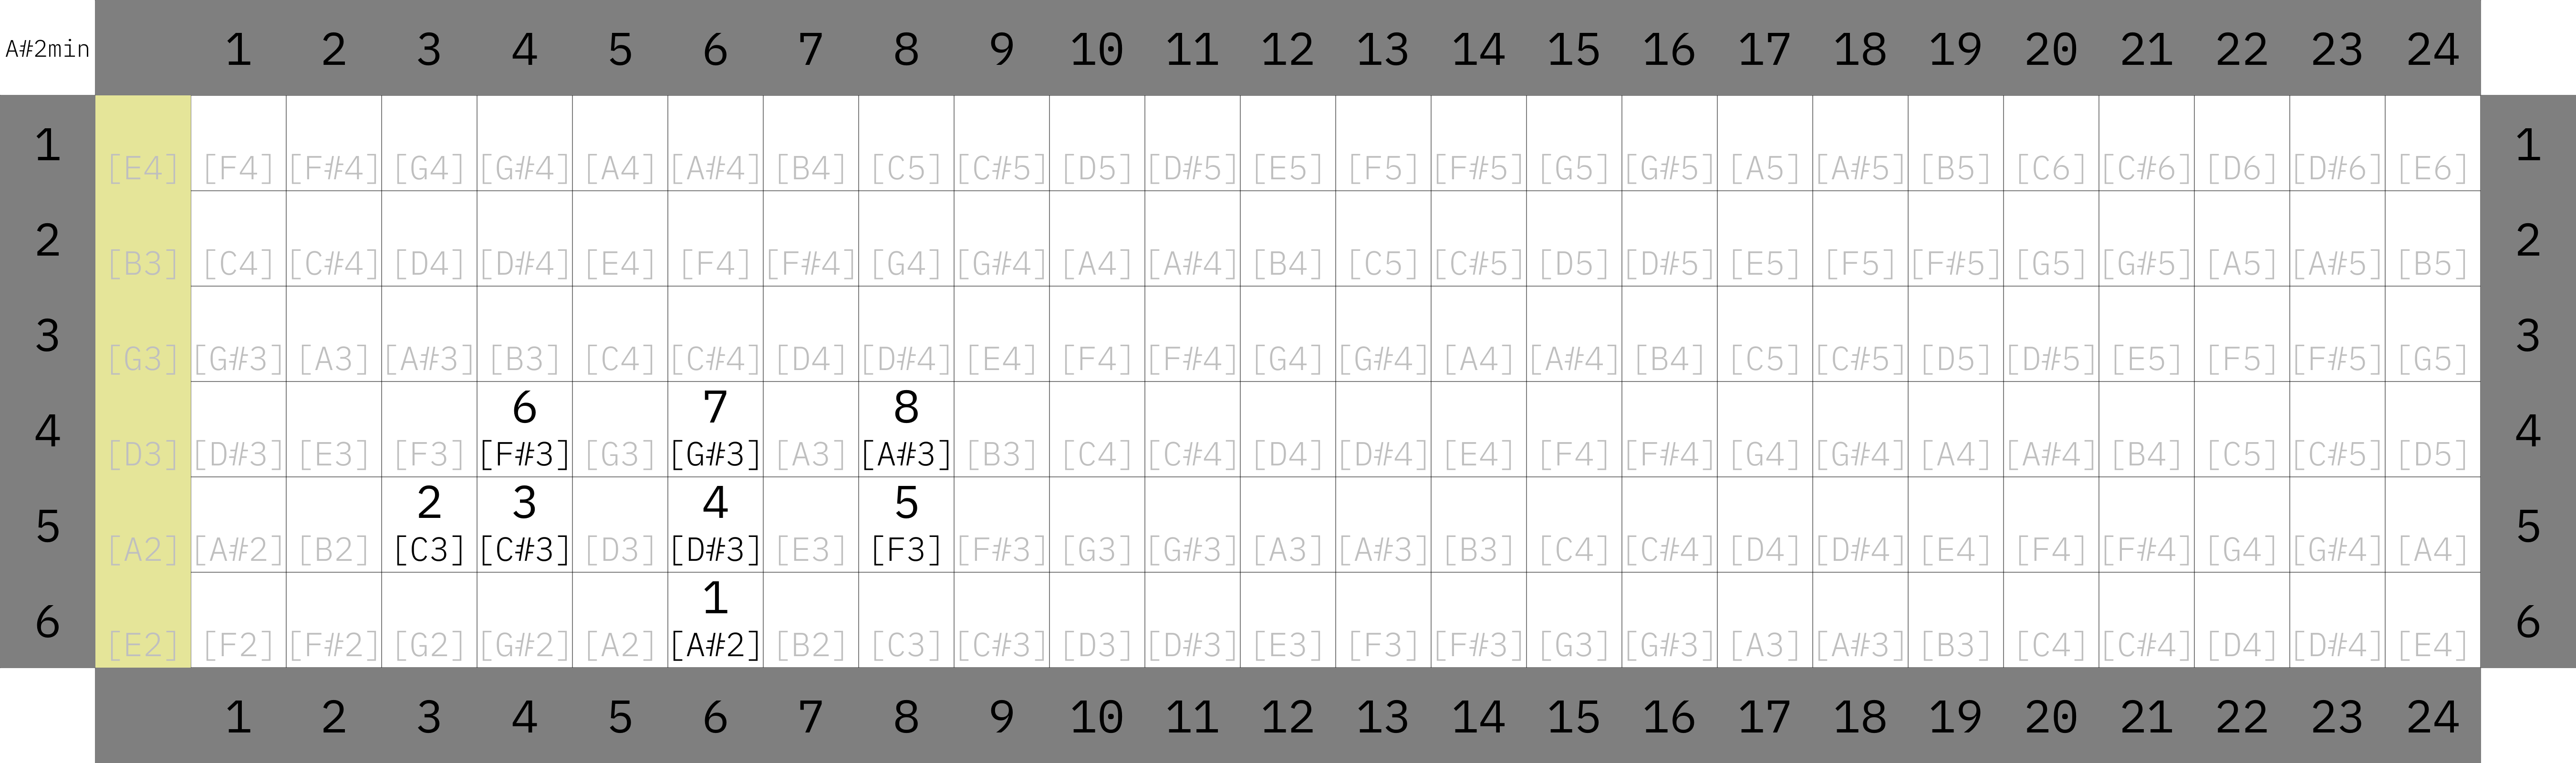 A#2min 1 2 3 4 5 6 7 8 9 10 11 12 13 14 15 16 17 18 19 20 21 22 23 24
1 [E4] [F4] [F#4] [G4] [G#4] [A4] [A#4] [B4] [C5] [C#5] [D5] [D#5] [E5] [F5] [F#5] [G5] [G#5] [A5] [A#5] [B5] [C6] [C#6] [D6] [D#6] [E6] 1
2 [B3] [C4] [C#4] [D4] [D#4] [E4] [F4] [F#4] [G4] [G#4] [A4] [A#4] [B4] [C5] [C#5] [D5] [D#5] [E5] [F5] [F#5] [G5] [G#5] [A5] [A#5] [B5] 2
3 [G3] [G#3] [A3] [A#3] [B3] [C4] [C#4] [D4] [D#4] [E4] [F4] [F#4] [G4] [G#4] [A4] [A#4] [B4] [C5] [C#5] [D5] [D#5] [E5] [F5] [F#5] [G5] 3
6 7 8
4 [D3] [D#3] [E3] [F3] [F#3] [G3] [G#3] [A3] [A#3] [B3] [C4] [C#4] [D4] [D#4] [E4] [F4] [F#4] [G4] [G#4] [A4] [A#4] [B4] [C5] [C#5] [D5] 4
2 3 4 5
5 [A2] [A#2] [B2] [C3] [C#3] [D3] [D#3] [E3] [F3] [F#3] [G3] [G#3] [A3] [A#3] [B3] [C4] [C#4] [D4] [D#4] [E4] [F4] [F#4] [G4] [G#4] [A4] 5
1
6 [E2] [F2] [F#2] [G2] [G#2] [A2] [A#2] [B2] [C3] [C#3] [D3] [D#3] [E3] [F3] [F#3] [G3] [G#3] [A3] [A#3] [B3] [C4] [C#4] [D4] [D#4] [E4] 6
1 2 3 4 5 6 7 8 9 10 11 12 13 14 15 16 17 18 19 20 21 22 23 24